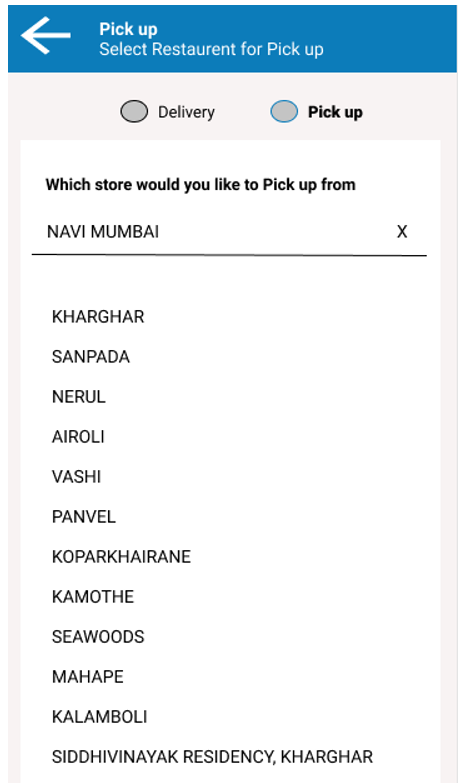 Pick up
Select Restaurent for Pick up
Delivery
Pick up
Which store would you like to Pick up from
NAVI MUMBAI X
KHARGHAR
SANPADA
NERUL
AIROLI
VASHI
PANVEL
KOPARKHAIRANE
KAMOTHE
SEAWOODS
MAHAPE
KALAMBOLI
SIDDHIVINAYAK RESIDENCY, KHARGHAR